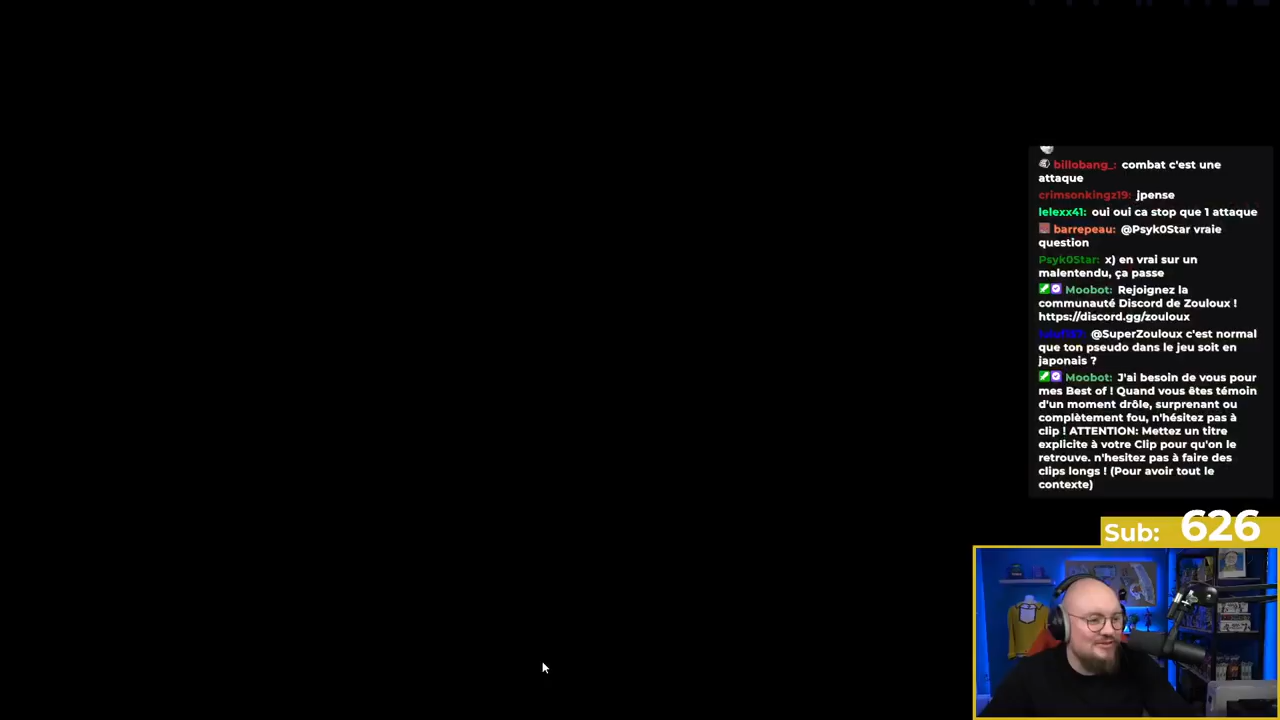 billobang_: combat c'est une
attaque
crimsonkingz19: jpense
lelexx41: oui oui ca stop que 1 attaque
barrepeau: @Psyk0Star vraie
question
Psyk0Star: x) en vrai sur un
malentendu, ça passe
Moobot: Rejoignez la
communauté Discord de Zouloux !
https://discord.gg/zouloux
@SuperZouloux c'est normal
que ton pseudo dans le jeu soit en
japonais ?
Moobot: J'ai besoin de vous pour
mes Best of ! Quand vous êtes témoin
d'un moment drôle, surprenant ou
complètement fou, n'hésitez pas à
clip ! ATTENTION: Mettez un titre
explicite à votre Clip pour qu'on le
retrouve. n'hesitez pas à faire des
clips longs ! (Pour avoir tout le
contexte)
Sub: 626